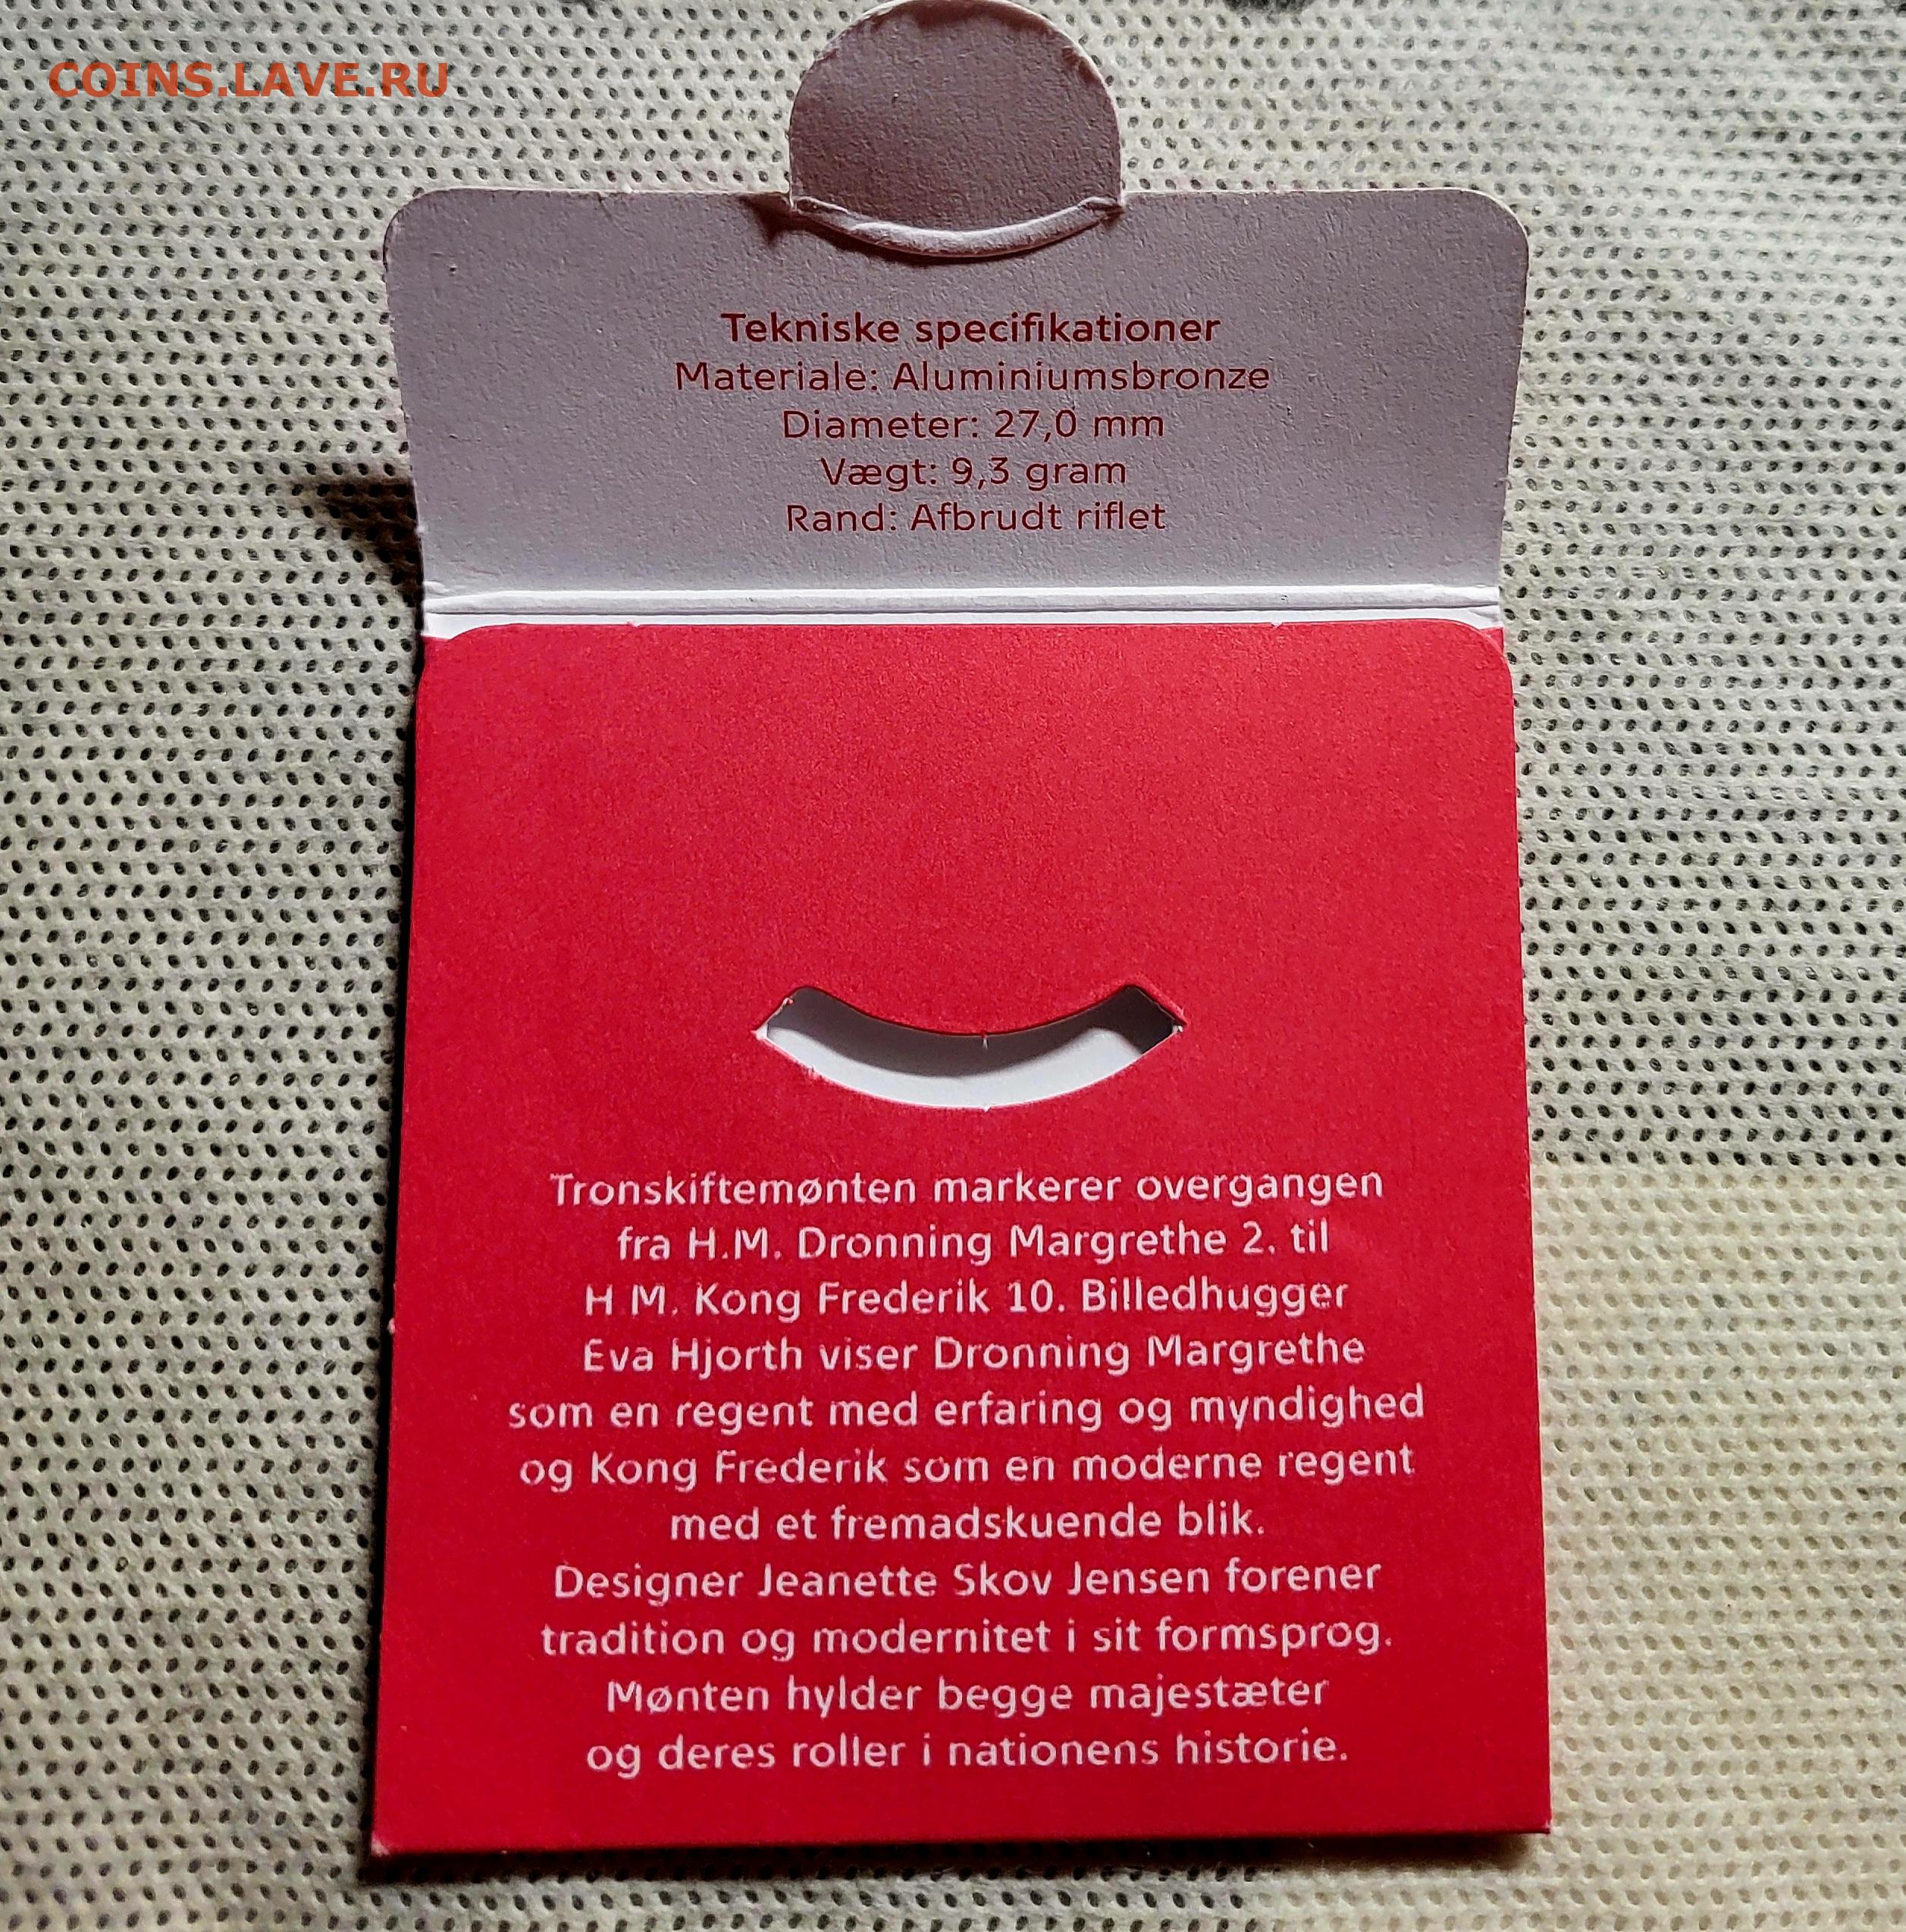 COINS.LAVE.RU
Tekniske specifikationer
Materiale: Aluminiumsbronze
Diameter: 27,0 mm
Vægt: 9,3 gram
Rand: Afbrudt riflet
Tronskiftemønten markerer overgangen
fra H.M. Dronning Margrethe 2. til
H M. Kong Frederik 10. Billedhugger
Eva Hjorth viser Dronning Margrethe
som en regent med erfaring og myndighed
og Kong Frederik som en moderne regent
med et fremadskuende blik.
Designer Jeanette Skov Jensen forener
tradition og modernitet i sit formsprog.
Mønten hylder begge majestæter
og deres roller i nationens historie.